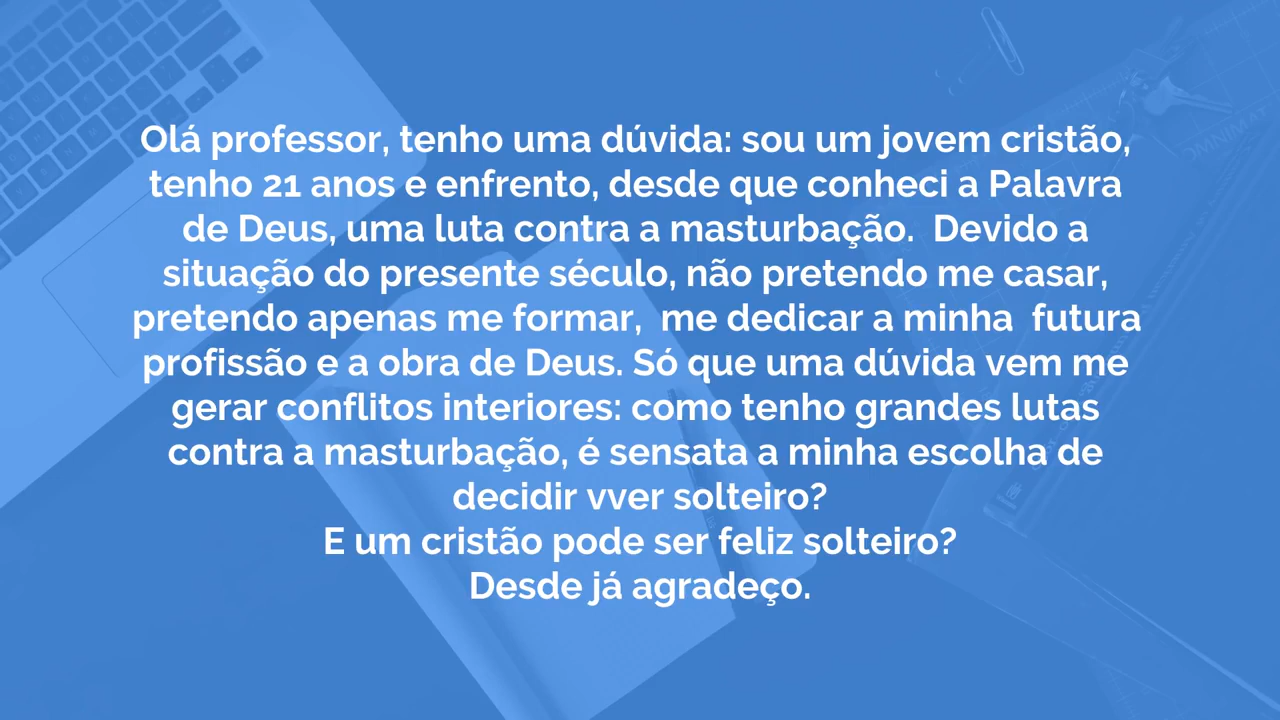 Olá professor, tenho uma dúvida: sou um jovem cristão,
tenho 21 anos e enfrento, desde que conheci a Palavra
de Deus, uma luta contra a masturbação.  Devido a
situação do presente século, não pretendo me casar,
pretendo apenas me formar,  me dedicar a minha  futura
profissão e a obra de Deus. Só que uma dúvida vem me
gerar conflitos interiores: como tenho grandes lutas
contra a masturbação, é sensata a minha escolha de
decidir vver solteiro?
E um cristão pode ser feliz solteiro?
Desde já agradeço.